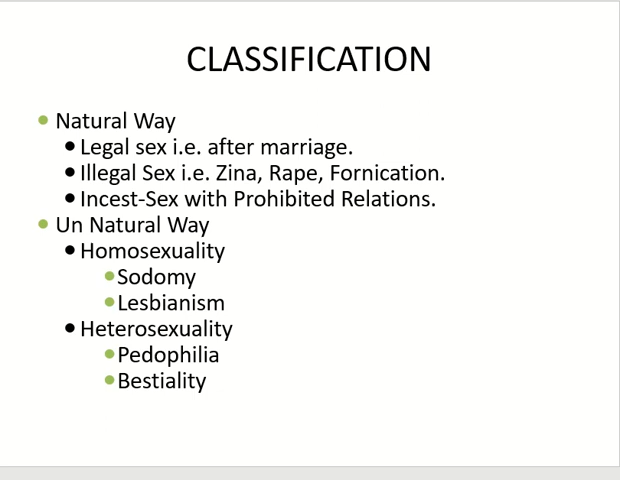 CLASSIFICATION
Natural Way
Legal sex i.e. after marriage.
Illegal Sex i.e. Zina, Rape, Fornication.
Incest-Sex with Prohibited Relations.
Un Natural Way
Homosexuality
Sodomy
Lesbianism
Heterosexuality
Pedophilia
Bestiality